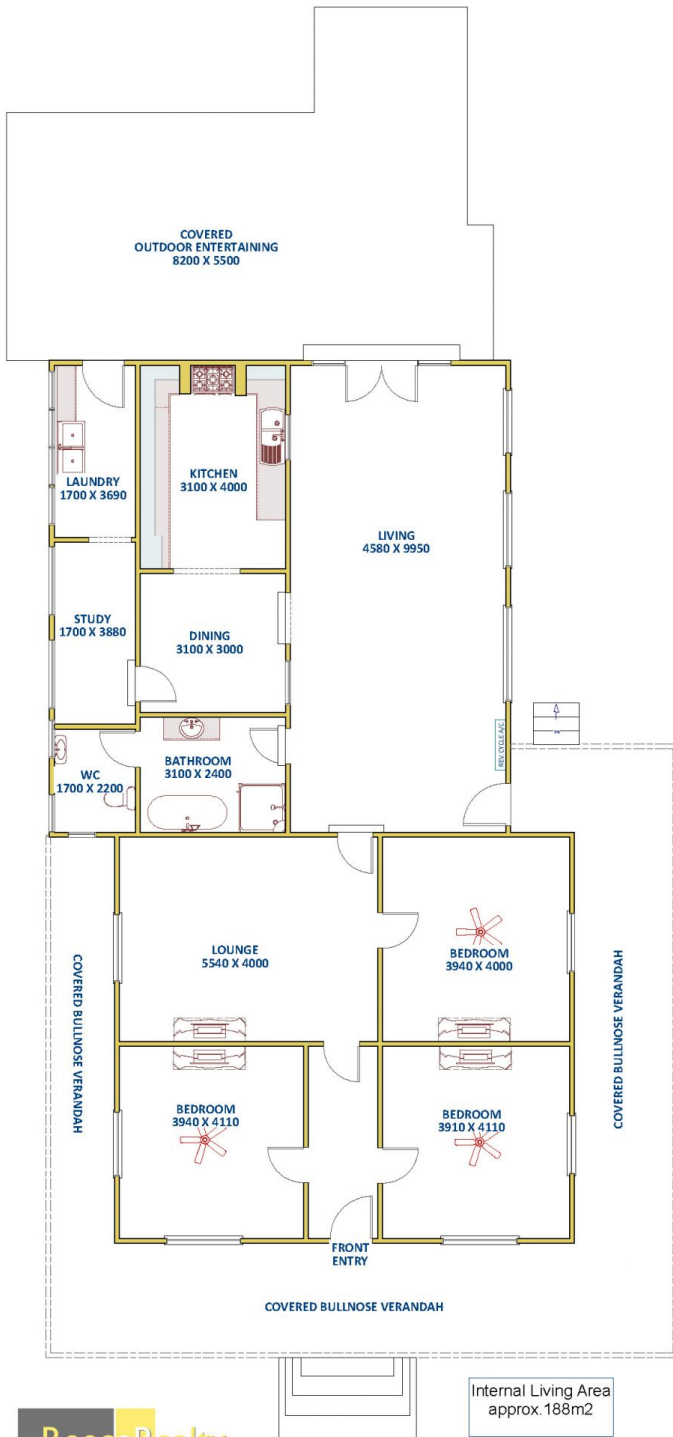 COVERED
OUTDOOR ENTERTAINING
8200 X 5500
LAUNDRY
1700 X 3690
KITCHEN
3100 X 4000
LIVING
4580 X 9950
STUDY
1700 X 3880
DINING
3100 X 3000
REV CYCLE A/C
WC
1700 X 2200
BATHROOM
3100 X 2400
LOUNGE
5540 X 4000
BEDROOM
3940 X 4000
COVERED BULLNOSE VERANDAH
COVERED BULLNOSE VERANDAH
BEDROOM
3940 X 4110
BEDROOM
3910 X 4110
FRONT
ENTRY
COVERED BULLNOSE VERANDAH
Internal Living Area
approx.188m2